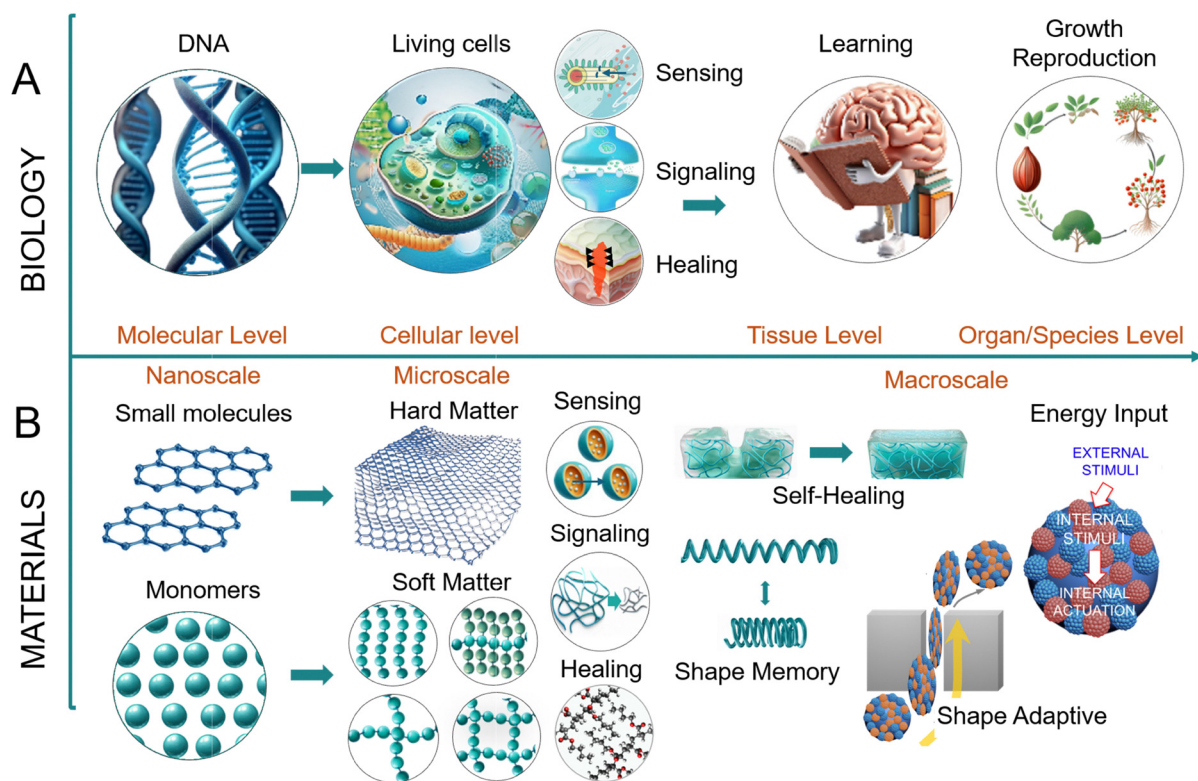 A
BIOLOGY
DNA
Living cells
Sensing
Signaling
Healing
Learning
Growth
Reproduction
Molecular Level
Cellular level
Tissue Level
Organ/Species Level
Nanoscale
Microscale
Macroscale
B
MATERIALS
Small molecules
Hard Matter
Sensing
Signaling
Monomers
Soft Matter
Healing
Self-Healing
Shape Memory
Energy Input
EXTERNAL
STIMULI
INTERNAL
STIMULI
INTERNAL
ACTUATION
Shape Adaptive